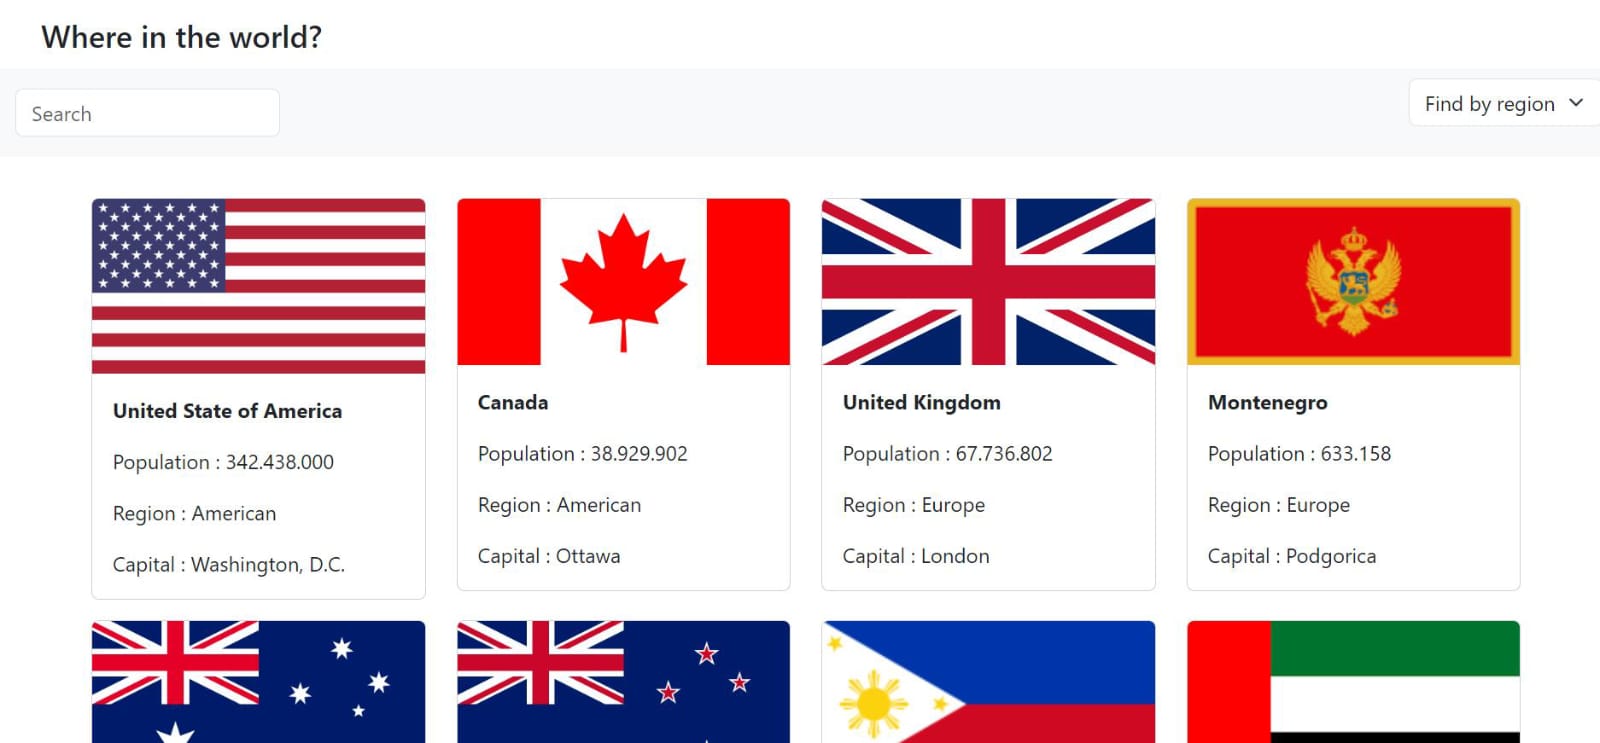 Where in the world?
Search
Find by region
United State of America
Population : 342.438.000
Region : American
Capital : Washington, D.C.
Canada
Population : 38.929.902
Region : American
Capital : Ottawa
United Kingdom
Population : 67.736.802
Region : Europe
Capital : London
Montenegro
Population : 633.158
Region : Europe
Capital : Podgorica